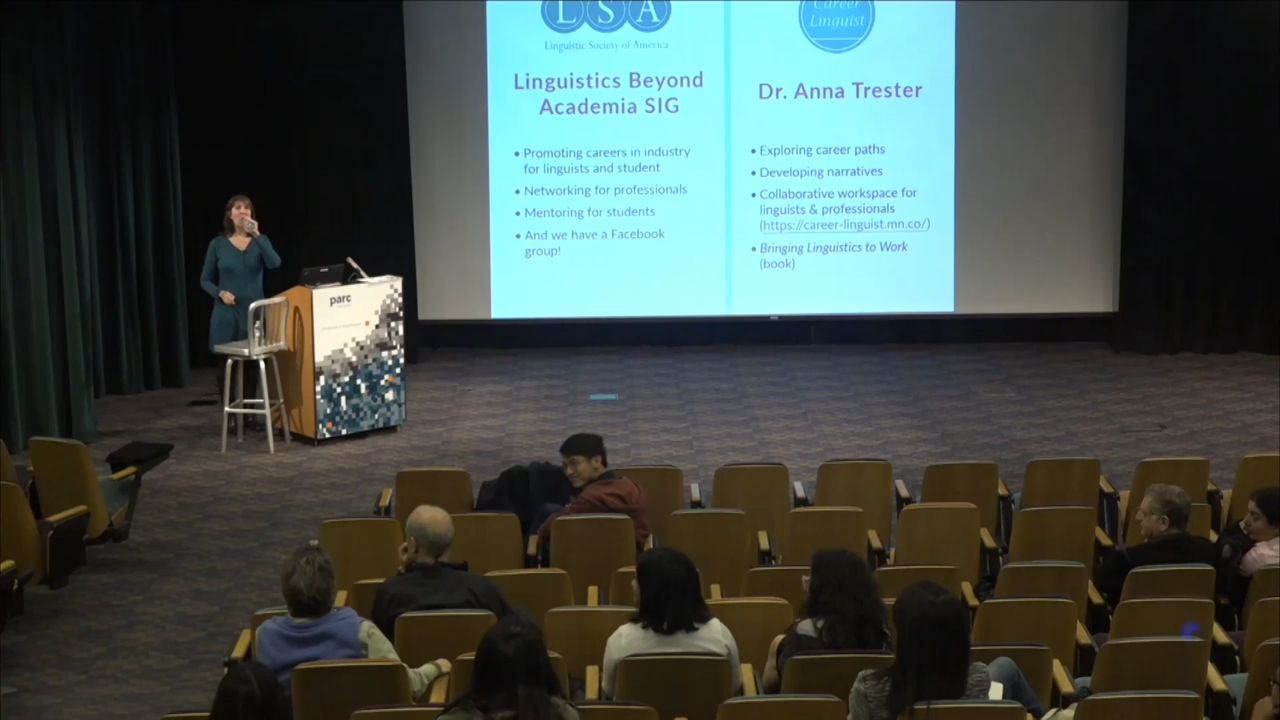 LSA
Linguistic Society of America
Linguistics Beyond
Academia SIG
• Promoting careers in industry
for linguists and student
• Networking for professionals
• Mentoring for students
• And we have a Facebook
group!
Career
Linguist
Dr. Anna Trester
• Exploring career paths
• Developing narratives
• Collaborative workspace for
linguists & professionals
(https://career-linguist.mn.co/)
• Bringing Linguistics to Work
(book)
parc